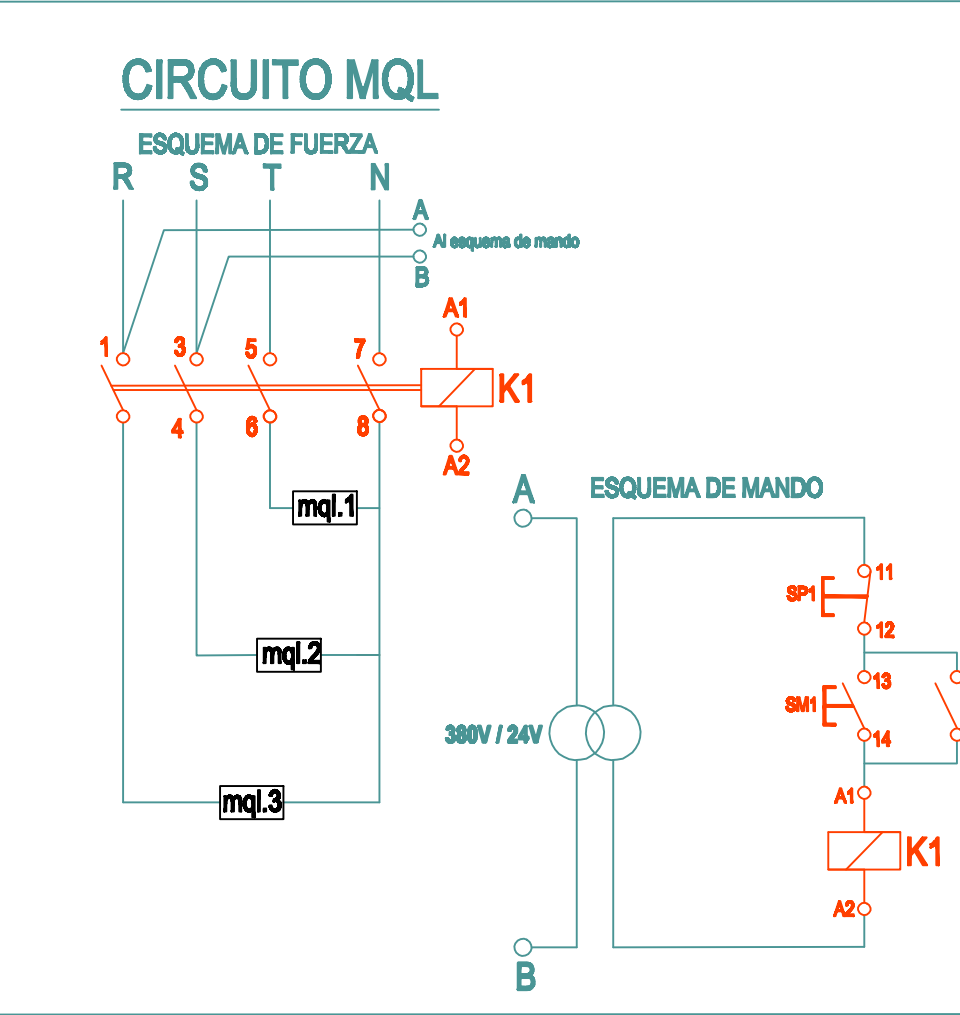 CIRCUITO MQL
ESQUEMA DE FUERZA
R S T N
A
Al esquema de mando
B
A1
1 3 5 7
K1
4 6 8
A2
mql.1
A ESQUEMA DE MANDO
11
SP1
12
mql.2
13
SM1
380V / 24V
14
A1
mql.3
K1
A2
B